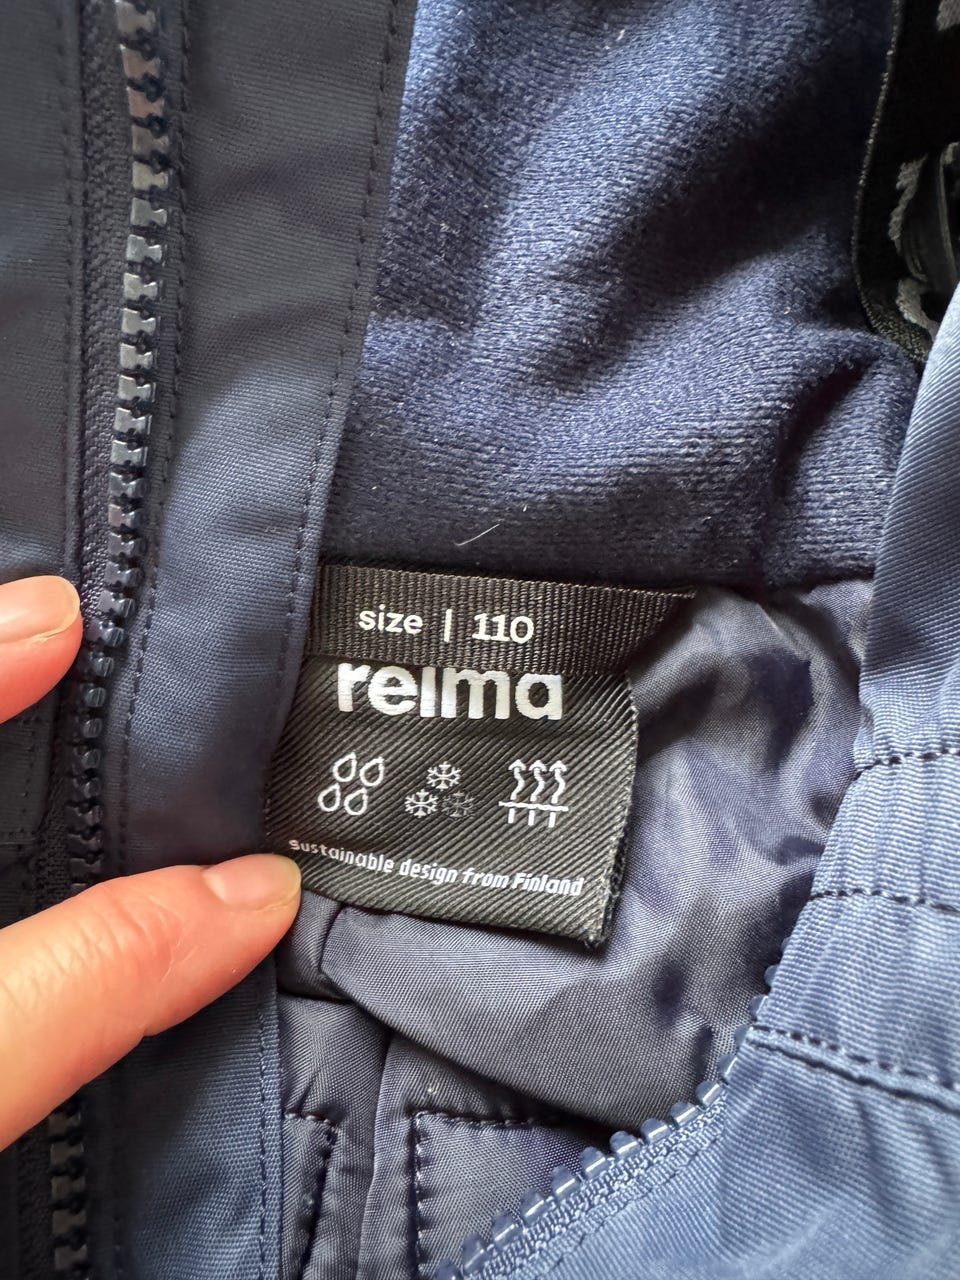 size | 110
reima
Sustainable design from Finland